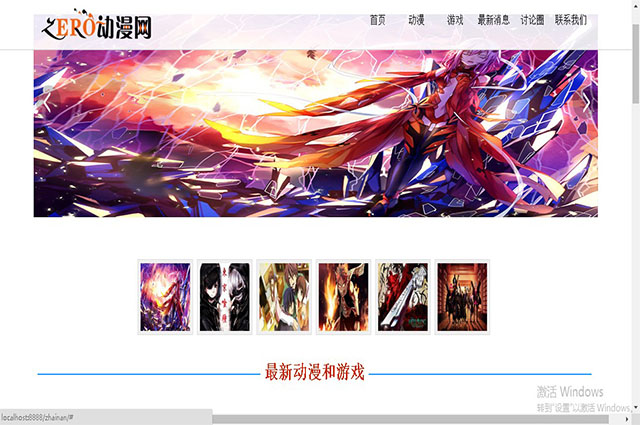 ZERO动漫网
首页 动漫 游戏 最新消息 讨论圈 联系我们
最新动漫和游戏
激活 Windows
转到"设置"以激活 Windows。
localhost:8888/zhainan/#